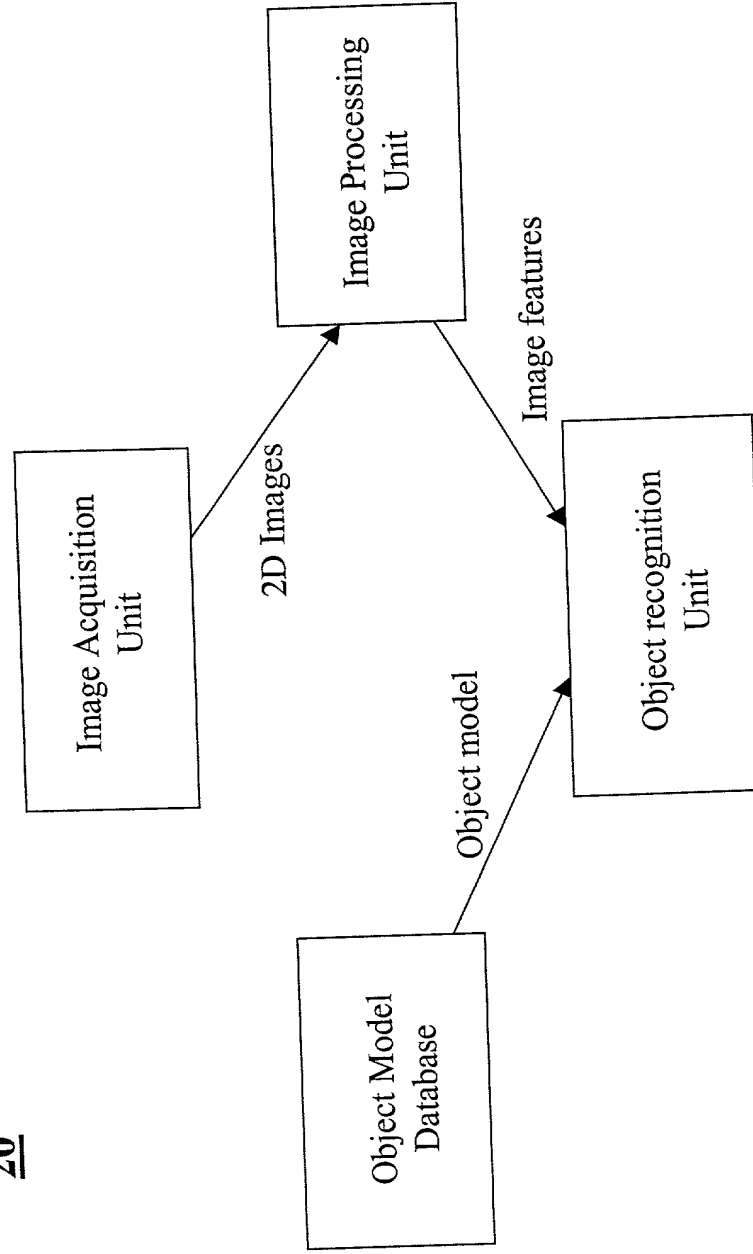 20
Image Acquisition
Unit
2D Images
Object Model
Database
Image Processing
Unit
Object model
Image features
Object recognition
Unit